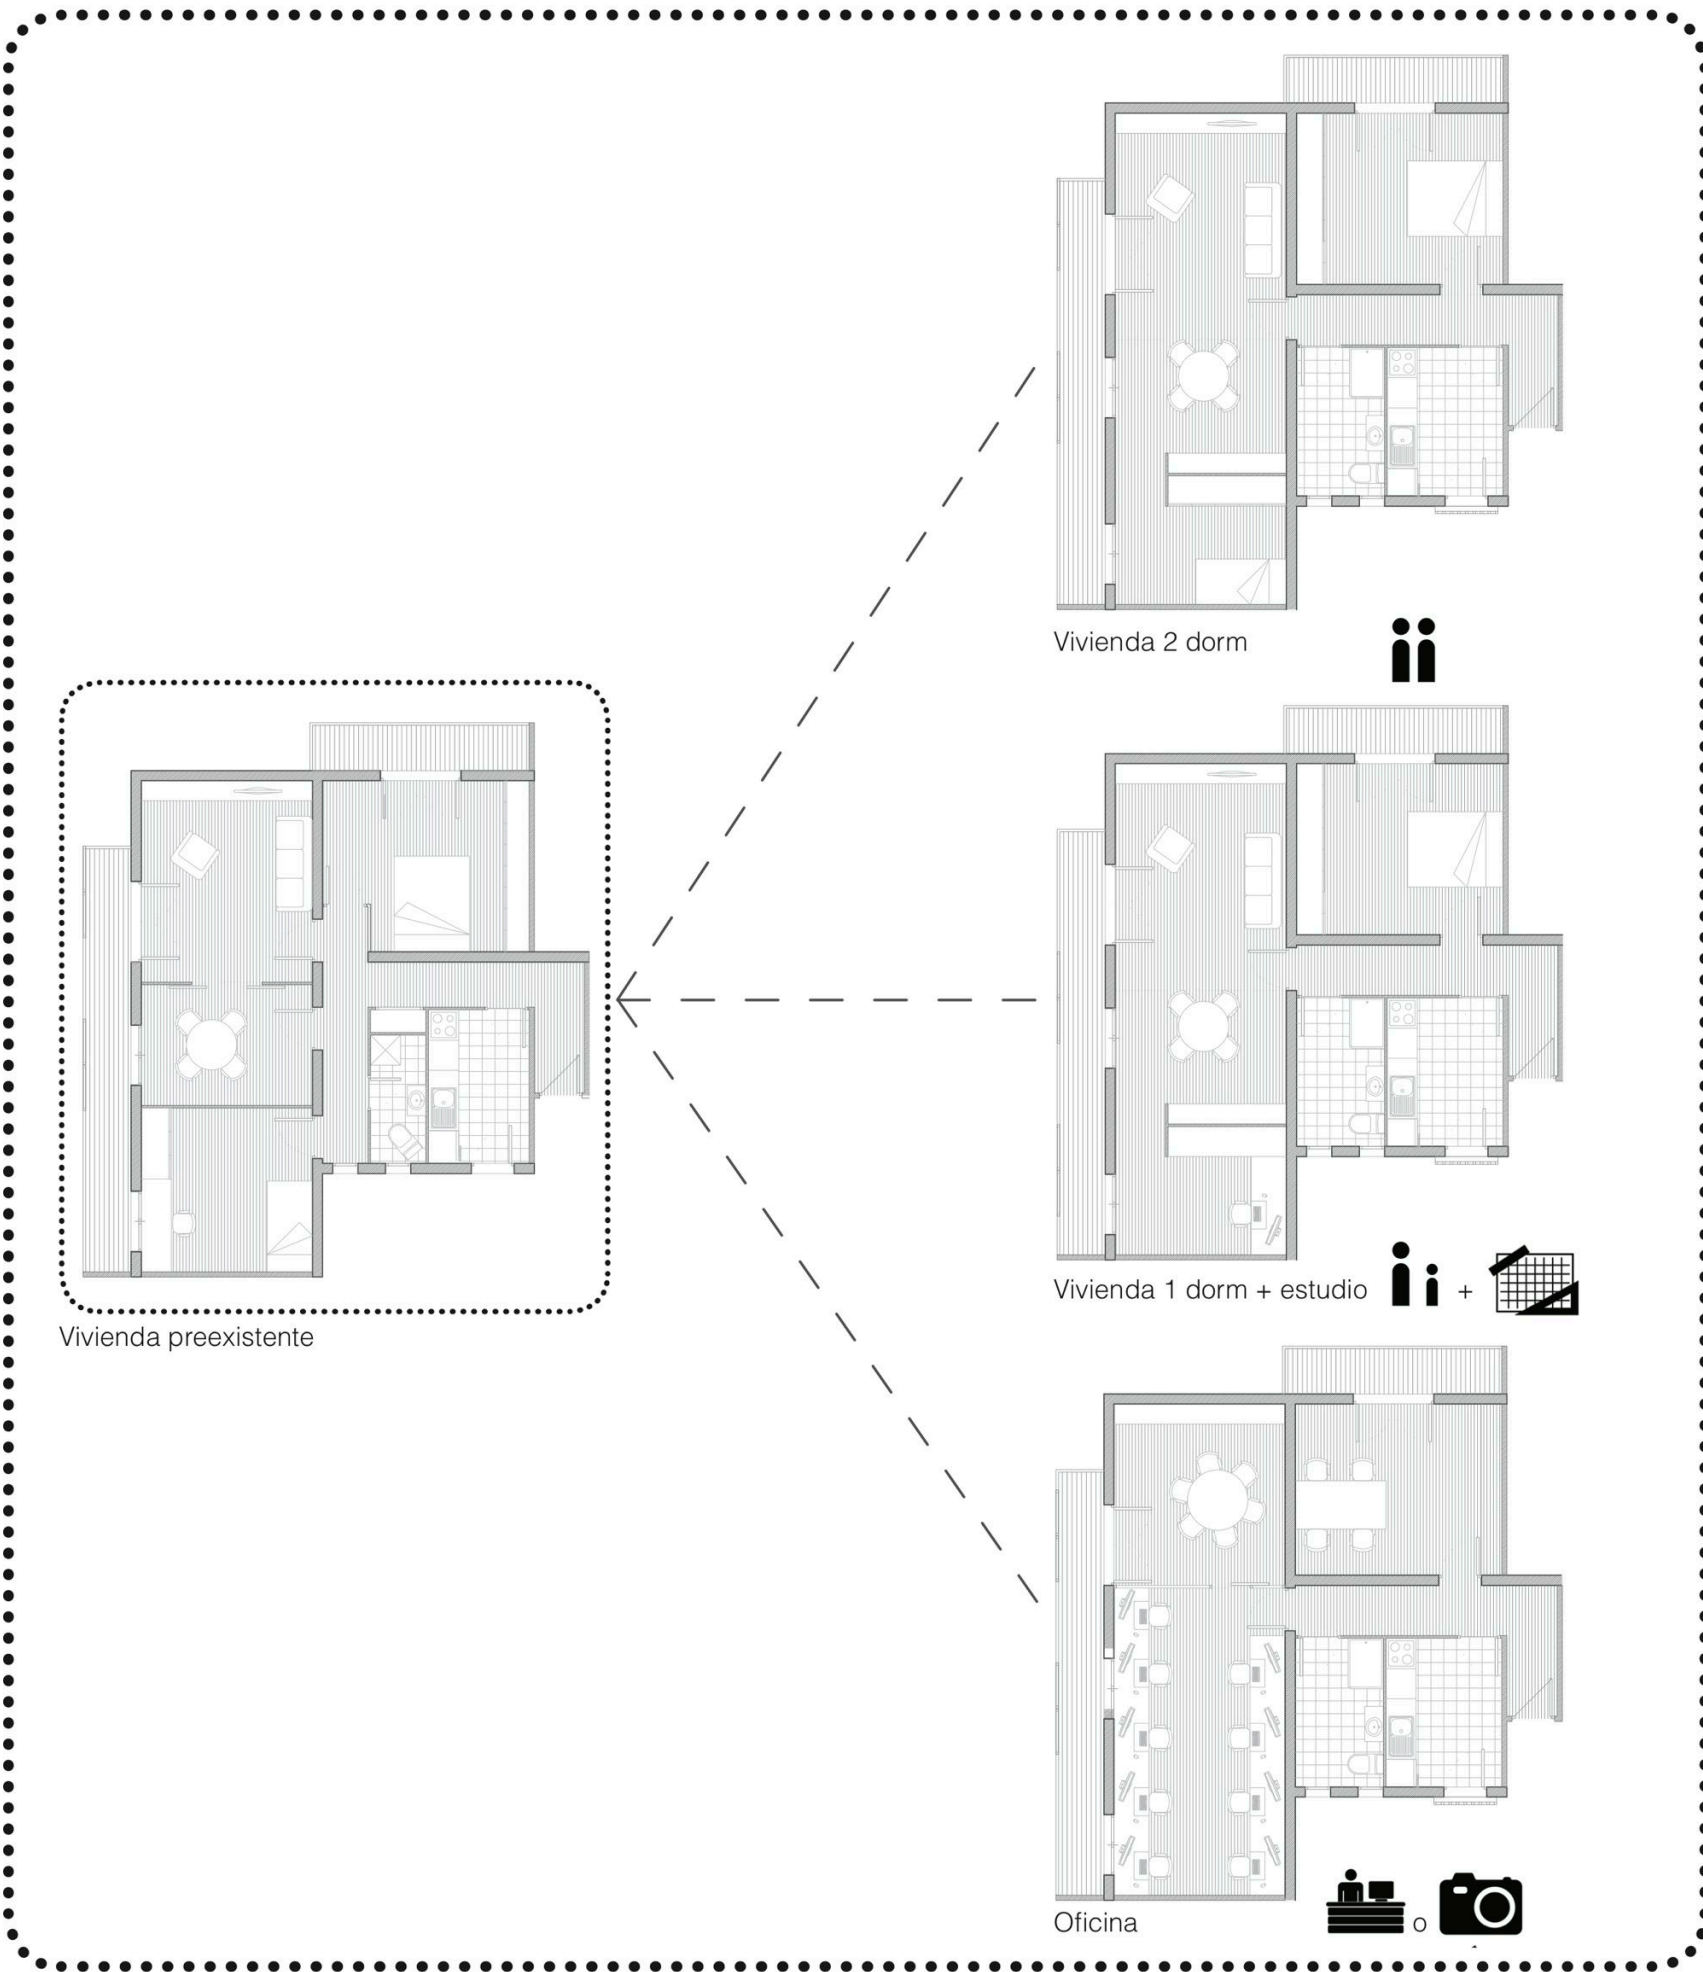 Vivienda 2 dorm
Vivienda preexistente
Vivienda 1 dorm + estudio +
Oficina o